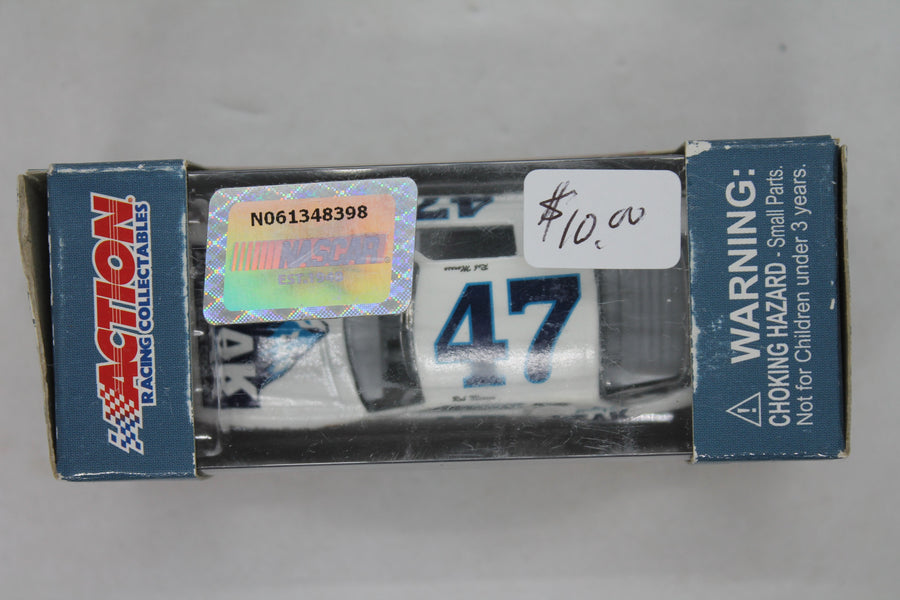 ACTION
RACING COLLECTABLES
N061348398
NASCAR
$10.00
47
47
WARNING:
CHOKING HAZARD - Small Parts.
Not for Children under 3 years.